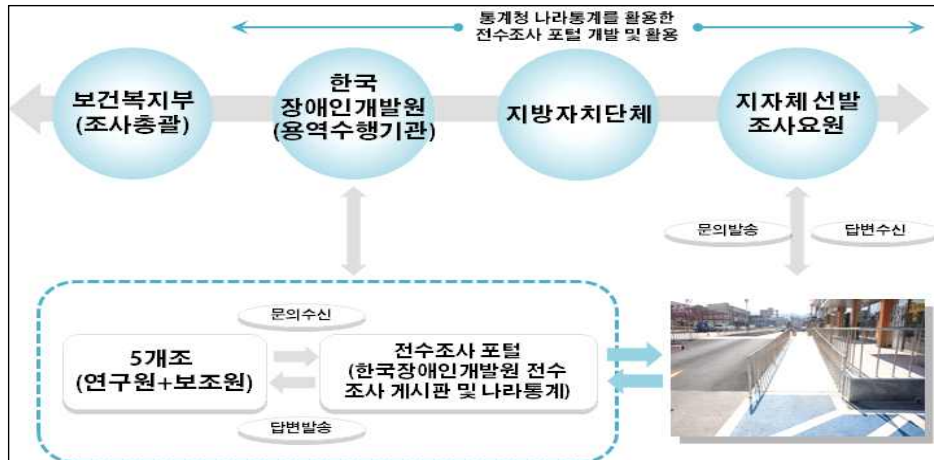 통계청 나라통계를 활용한
전수조사 포털 개발 및 활용
보건복지부
(조사총괄)
한국
장애인개발원
(용역수행기관)
지방자치단체
지자체 선발
조사요원
문의발송
답변수신
문의수신
5개조
(연구원+보조원)
전수조사 포털
(한국장애인개발원 전수
조사 게시판 및 나라통계)
답변발송